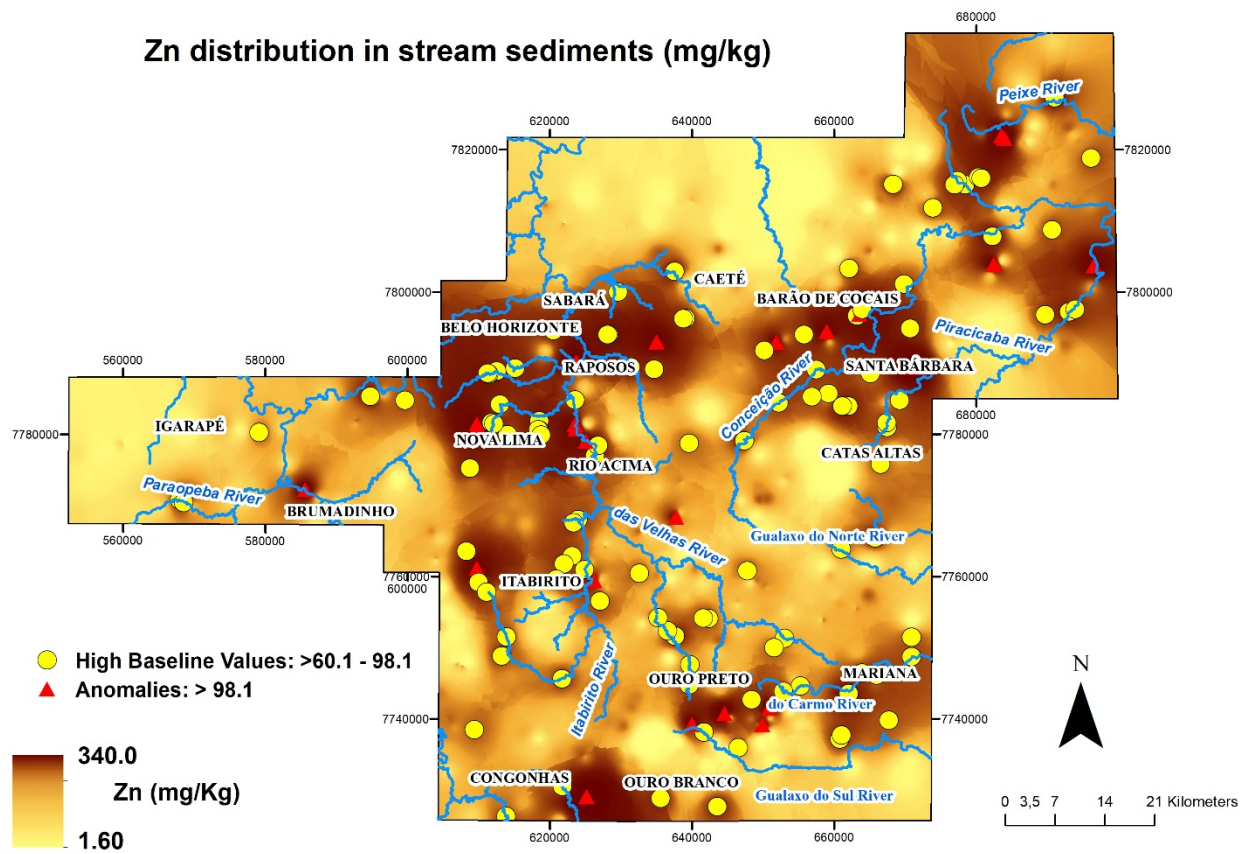 680000
Zn distribution in stream sediments (mg/kg)
Peixe River
620000
640000
660000
7820000
7820000
CAETÉ
7800000
SABARÁ
BARÃO DE COCAIS
7800000
BELO HORIZONTE
Piracicaba River
560000
580000
600000
RAPOSOS
Conceição River
SANTA BÁRBARA
680000
IGARAPÉ
7780000
NOVA LIMA
7780000
RIO ACIMA
CATAS ALTAS
Paraopeba River
BRUMADINHO
das Velhas River
560000
580000
Gualaxo do Norte River
7760000
600000
ITABIRITO
7760000
High Baseline Values: >60.1 - 98.1
Anomalies: > 98.1
Itabirito River
OURO PRETO
MARIANA
N
do Carmo River
7740000
7740000
340.0
Zn (mg/Kg)
1.60
CONGONHAS
OURO BRANCO
Gualaxo do Sul River
0 3,5 7 14 21 Kilometers
620000
640000
660000